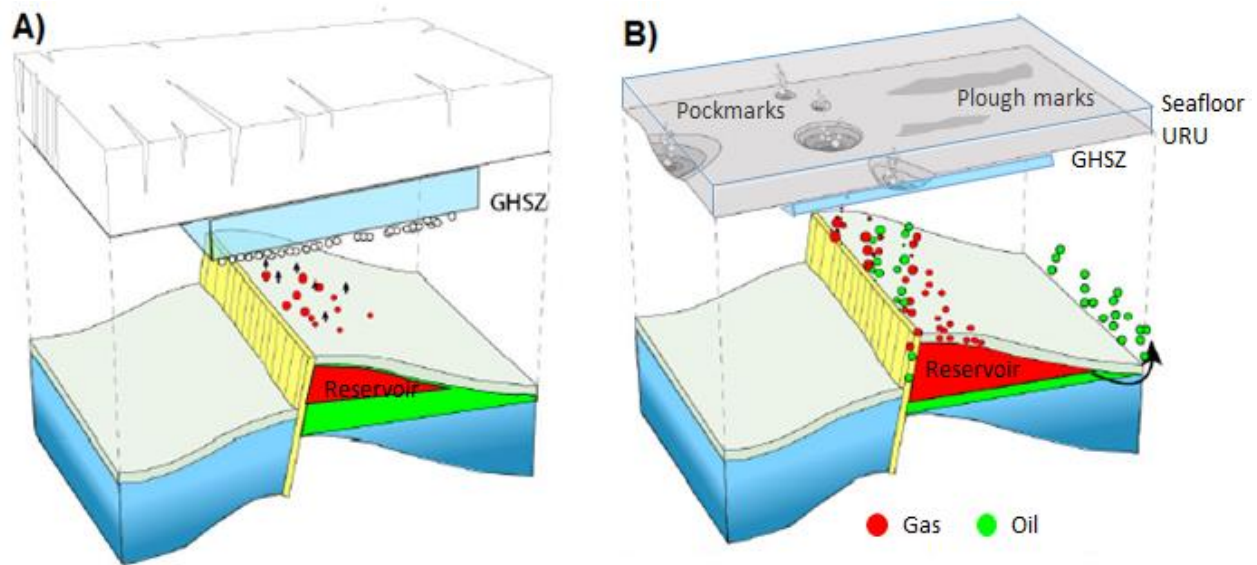 A)
GHSZ
Reservoir
B)
Pockmarks
Plough marks
Seafloor
URU
GHSZ
Reservoir
Gas
Oil